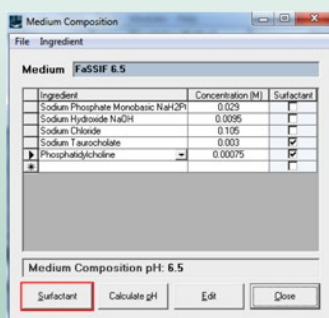 Medium Composition
File Ingredient
Medium FaSSIF 6.5
Ingredient Concentration (M) Surfactant
Sodium Phosphate Monobasic NaH2P 0.029
Sodium Hydroxide NaOH 0.0095
Sodium Chloride 0.105
Sodium Taurocholate 0.003
Phosphatidylcholine 0.00075
Medium Composition pH: 6.5
Surfactant Calculate pH Edit Close